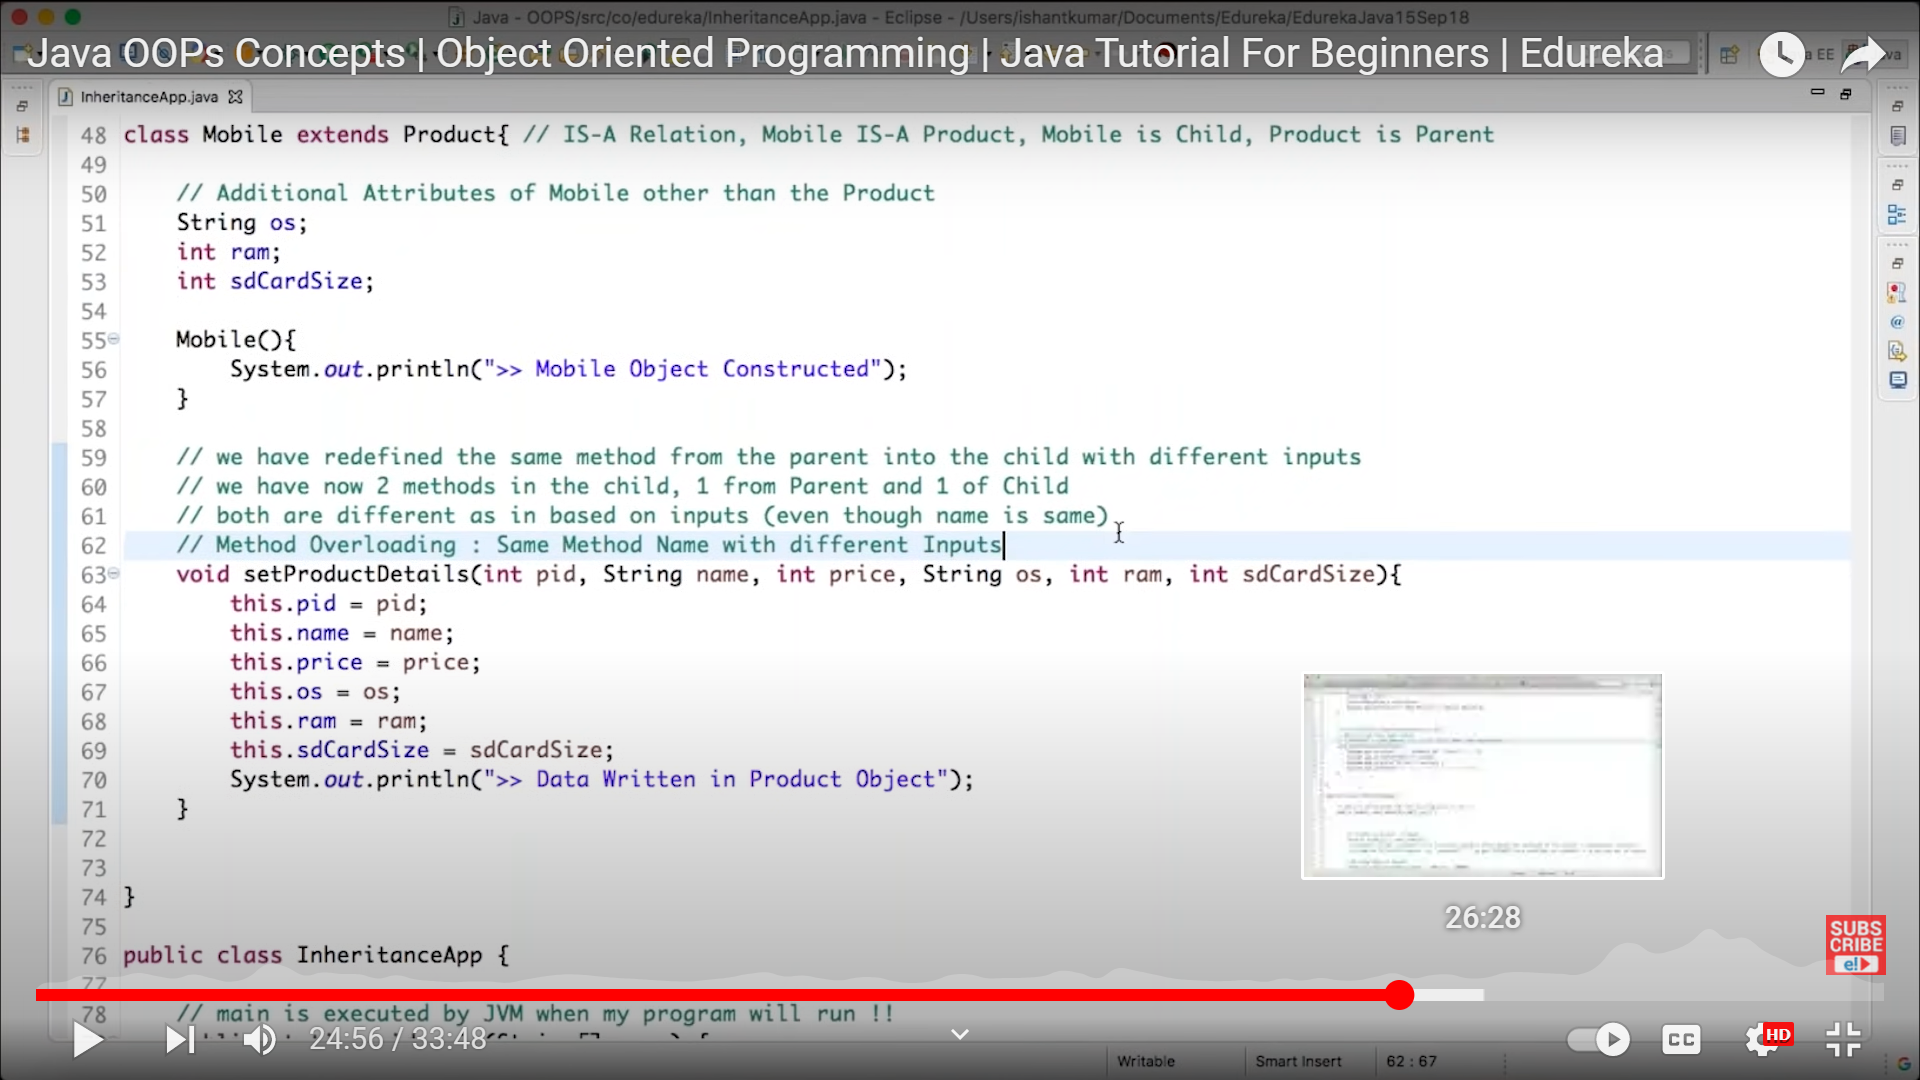 Java - OOPS/src/co/edureka/InheritanceApp.java - Eclipse - /Users/ishantkumar/Documents/Edureka/EdurekaJava15Sep18
Java OOPs Concepts | Object Oriented Programming | Java Tutorial For Beginners | Edureka
InheritanceApp.java
48 class Mobile extends Product{ // IS-A Relation, Mobile IS-A Product, Mobile is Child, Product is Parent
49
50 // Additional Attributes of Mobile other than the Product
51 String os;
52 int ram;
53 int sdCardSize;
54
55 Mobile(){
56 System.out.println(">> Mobile Object Constructed");
57 }
58
59 // we have redefined the same method from the parent into the child with different inputs
60 // we have now 2 methods in the child, 1 from Parent and 1 of Child
61 // both are different as in based on inputs (even though name is same)
62 // Method Overloading : Same Method Name with different Inputs
63 void setProductDetails(int pid, String name, int price, String os, int ram, int sdCardSize){
64 this.pid = pid;
65 this.name = name;
66 this.price = price;
67 this.os = os;
68 this.ram = ram;
69 this.sdCardSize = sdCardSize;
70 System.out.println(">> Data Written in Product Object");
71 }
72
73
74 }
75
76 public class InheritanceApp {
77
78 // main is executed by JVM when my program will run !!
26:28
SUBS
CRIBE
e!
24:56 / 33:48
CC
HD
Writable
Smart Insert
62 : 67